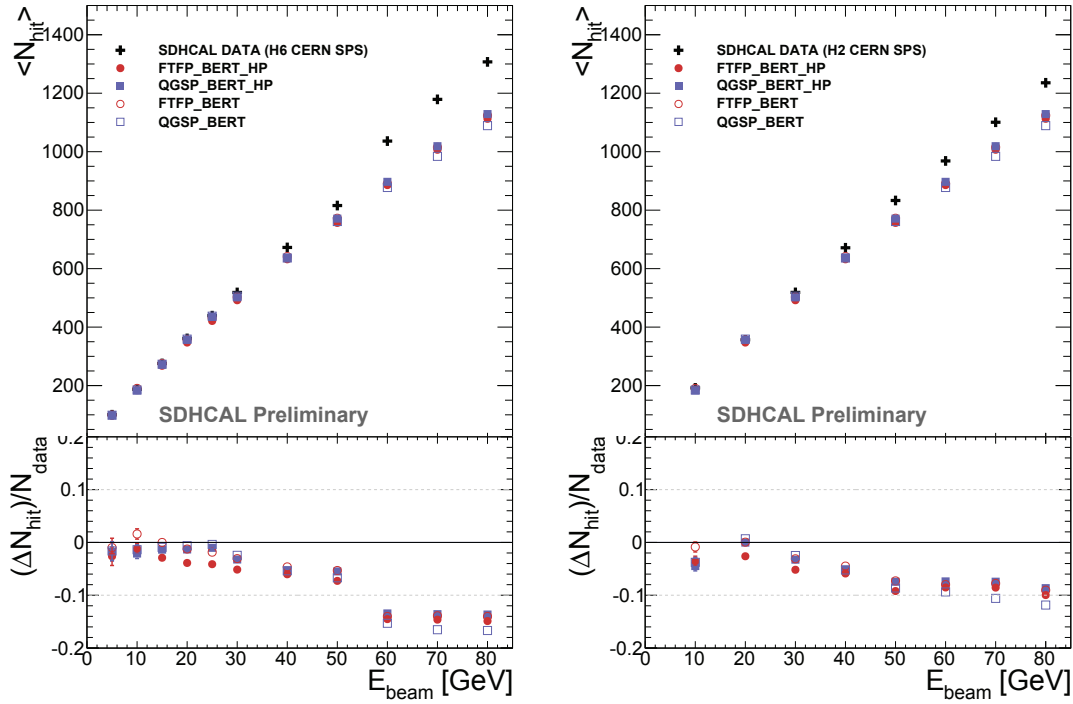 <N_hit>
1400
1200
1000
800
600
400
200
SDHCAL DATA (H6 CERN SPS)
FTFP_BERT_HP
QGSP_BERT_HP
FTFP_BERT
QGSP_BERT
SDHCAL Preliminary
(ΔN_hit)/N_data
0.2
0.1
0
-0.1
-0.2
0 10 20 30 40 50 60 70 80
E_beam [GeV]
<N_hit>
1400
1200
1000
800
600
400
200
SDHCAL DATA (H2 CERN SPS)
FTFP_BERT_HP
QGSP_BERT_HP
FTFP_BERT
QGSP_BERT
SDHCAL Preliminary
(ΔN_hit)/N_data
0.2
0.1
0
-0.1
-0.2
0 10 20 30 40 50 60 70 80
E_beam [GeV]